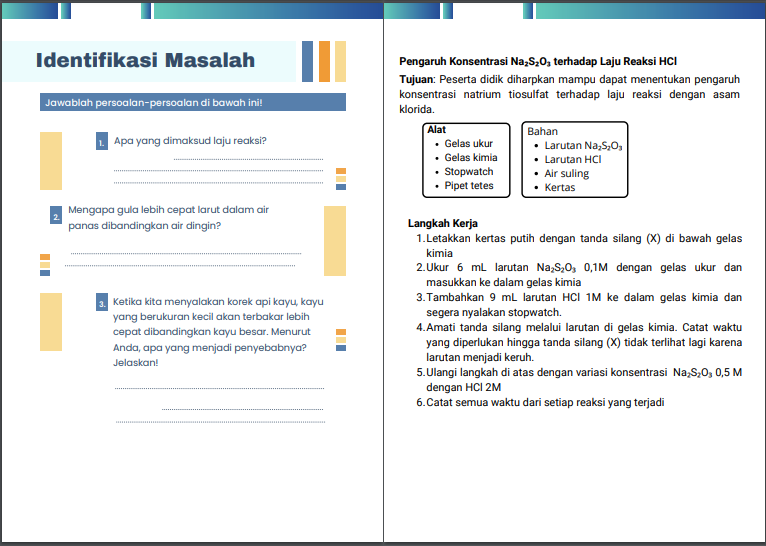 Identifikasi Masalah
Jawablah persoalan-persoalan di bawah ini!
1. Apa yang dimaksud laju reaksi?
2. Mengapa gula lebih cepat larut dalam air
panas dibandingkan air dingin?
3. Ketika kita menyalakan korek api kayu, kayu
yang berukuran kecil akan terbakar lebih
cepat dibandingkan kayu besar. Menurut
Anda, apa yang menjadi penyebabnya?
Jelaskan!
Pengaruh Konsentrasi Na₂S₂O₃ terhadap Laju Reaksi HCl
Tujuan: Peserta didik diharpkan mampu dapat menentukan pengaruh
konsentrasi natrium tiosulfat terhadap laju reaksi dengan asam
klorida.
Alat
• Gelas ukur
• Gelas kimia
• Stopwatch
• Pipet tetes
Bahan
• Larutan Na₂S₂O₃
• Larutan HCl
• Air suling
• Kertas
Langkah Kerja
1. Letakkan kertas putih dengan tanda silang (X) di bawah gelas
kimia
2. Ukur 6 mL larutan Na₂S₂O₃ 0,1M dengan gelas ukur dan
masukkan ke dalam gelas kimia
3. Tambahkan 9 mL larutan HCl 1M ke dalam gelas kimia dan
segera nyalakan stopwatch.
4. Amati tanda silang melalui larutan di gelas kimia. Catat waktu
yang diperlukan hingga tanda silang (X) tidak terlihat lagi karena
larutan menjadi keruh.
5. Ulangi langkah di atas dengan variasi konsentrasi Na₂S₂O₃ 0,5 M
dengan HCl 2M
6. Catat semua waktu dari setiap reaksi yang terjadi